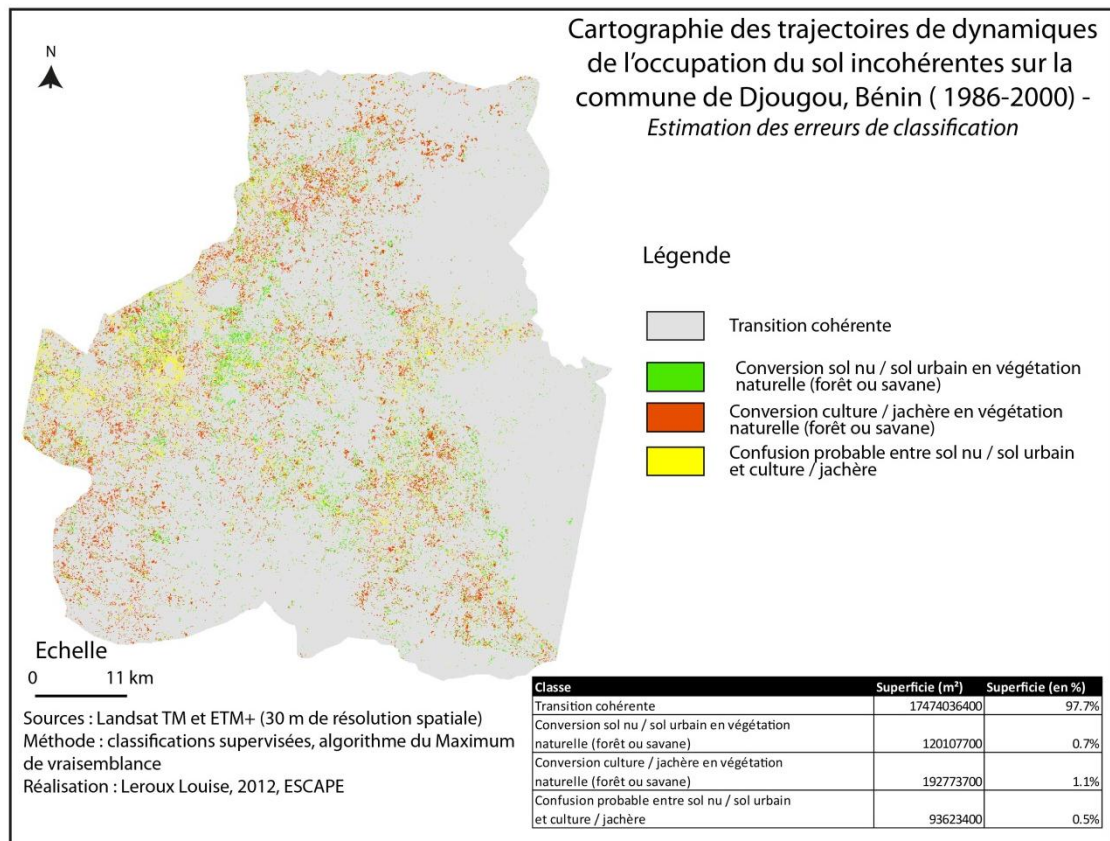 Cartographie des trajectoires de dynamiques
de l'occupation du sol incohérentes sur la
commune de Djougou, Bénin ( 1986-2000) -
Estimation des erreurs de classification
N
Légende
Transition cohérente
Conversion sol nu / sol urbain en végétation
naturelle (forêt ou savane)
Conversion culture / jachère en végétation
naturelle (forêt ou savane)
Confusion probable entre sol nu / sol urbain
et culture / jachère
Echelle
0 11 km
Sources : Landsat TM et ETM+ (30 m de résolution spatiale)
Méthode : classifications supervisées, algorithme du Maximum
de vraisemblance
Réalisation : Leroux Louise, 2012, ESCAPE
Classe Superficie (m²) Superficie (en %)
Transition cohérente 17474036400 97.7%
Conversion sol nu / sol urbain en végétation
naturelle (forêt ou savane) 120107700 0.7%
Conversion culture / jachère en végétation
naturelle (forêt ou savane) 192773700 1.1%
Confusion probable entre sol nu / sol urbain
et culture / jachère 93623400 0.5%